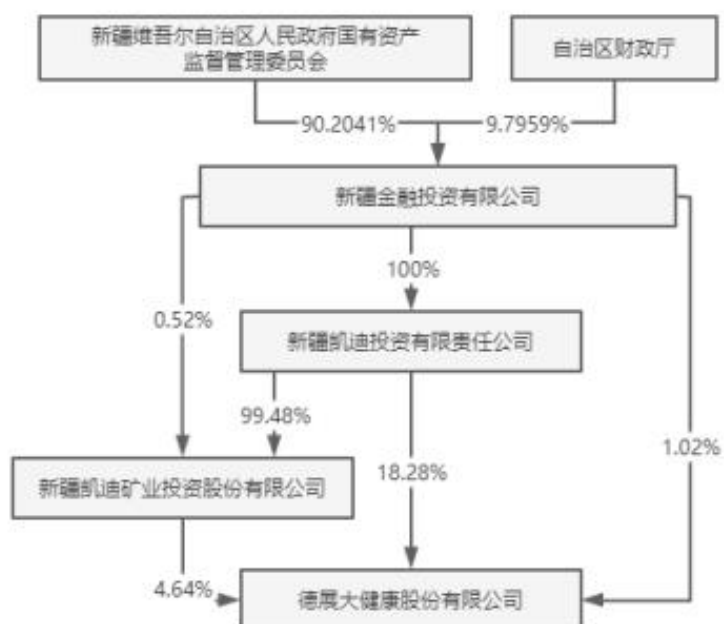 新疆维吾尔自治区人民政府国有资产
监督管理委员会
自治区财政厅
90.2041%
9.7959%
新疆金融投资有限公司
100%
0.52%
新疆凯迪投资有限责任公司
99.48%
18.28%
1.02%
新疆凯迪矿业投资股份有限公司
4.64%
德展大健康股份有限公司